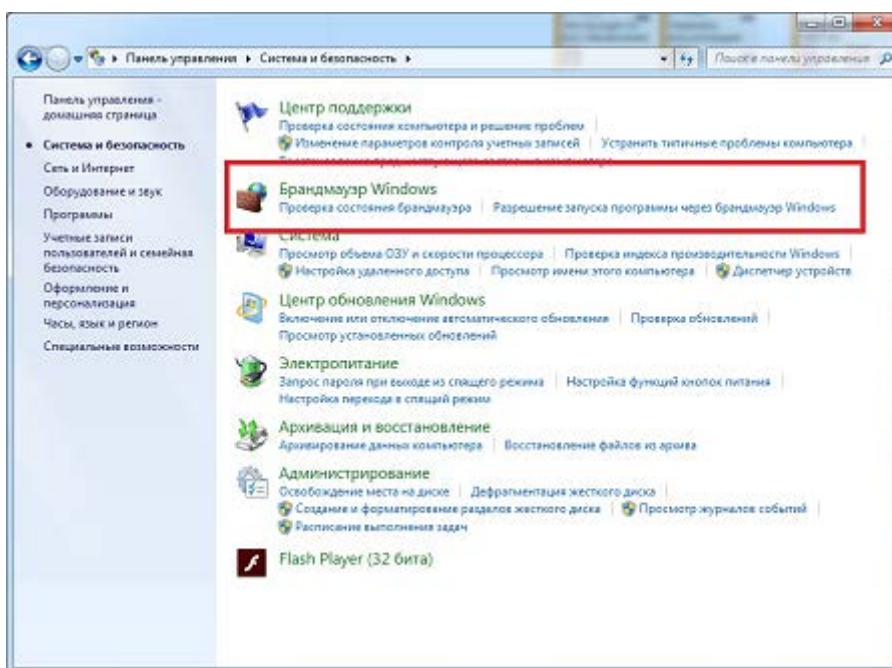 Панель управления ▸ Система и безопасность ▸
Поиск в панели управления
Панель управления -
домашняя страница
Система и безопасность
Сеть и Интернет
Оборудование и звук
Программы
Учетные записи
пользователей и семейная
безопасность
Оформление и
персонализация
Часы, язык и регион
Специальные возможности
Центр поддержки
Проверка состояния компьютера и решение проблем
Изменение параметров контроля учетных записей
Устранить типичные проблемы компьютера
Брандмауэр Windows
Проверка состояния брандмауэра
Разрешение запуска программы через брандмауэр Windows
Система
Просмотр объема ОЗУ и скорости процессора
Проверка индекса производительности Windows
Настройка удаленного доступа
Просмотр имени этого компьютера
Диспетчер устройств
Центр обновления Windows
Включение или отключение автоматического обновления
Проверка обновлений
Просмотр установленных обновлений
Электропитание
Запрос пароля при выходе из спящего режима
Настройка функций кнопок питания
Настройка перехода в спящий режим
Архивация и восстановление
Архивирование данных компьютера
Восстановление файлов из архива
Администрирование
Освобождение места на диске
Дефрагментация жесткого диска
Создание и форматирование разделов жесткого диска
Просмотр журналов событий
Расписание выполнения задач
Flash Player (32 бита)